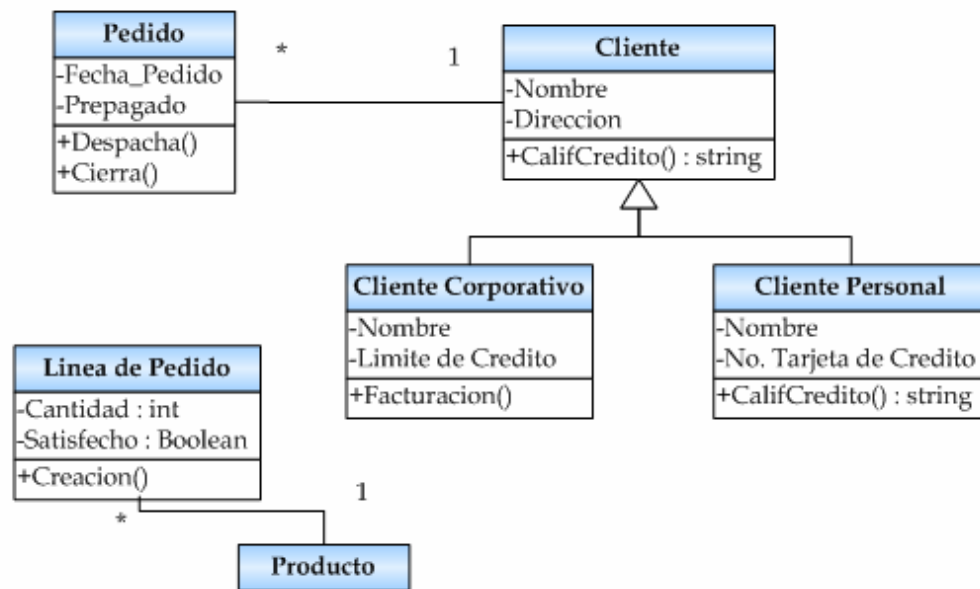 Pedido
-Fecha_Pedido
-Prepagado
+Despacha()
+Cierra()
*
1
Cliente
-Nombre
-Direccion
+CalifCredito() : string
Cliente Corporativo
-Nombre
-Limite de Credito
+Facturacion()
Cliente Personal
-Nombre
-No. Tarjeta de Credito
+CalifCredito() : string
Linea de Pedido
-Cantidad : int
-Satisfecho : Boolean
+Creacion()
*
1
Producto